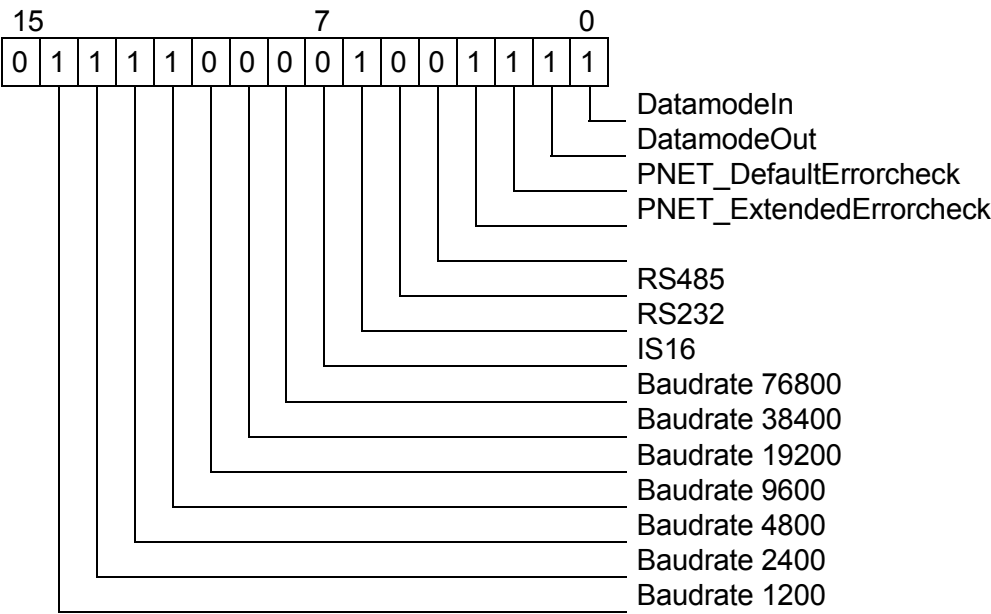 15 7 0
0 1 1 1 1 0 0 0 0 1 0 0 1 1 1 1
DatamodeIn
DatamodeOut
PNET_DefaultErrorcheck
PNET_ExtendedErrorcheck
RS485
RS232
IS16
Baudrate 76800
Baudrate 38400
Baudrate 19200
Baudrate 9600
Baudrate 4800
Baudrate 2400
Baudrate 1200